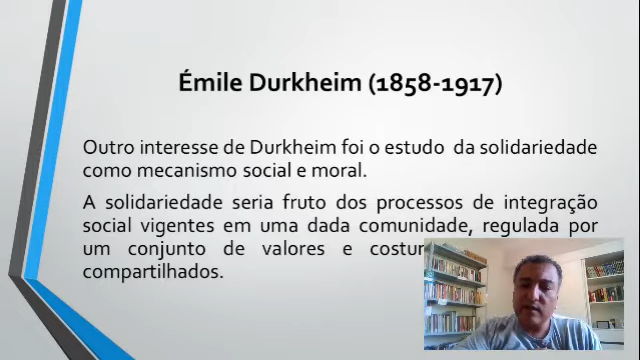 Émile Durkheim (1858-1917)
Outro interesse de Durkheim foi o estudo da solidariedade
como mecanismo social e moral.
A solidariedade seria fruto dos processos de integração
social vigentes em uma dada comunidade, regulada por
um conjunto de valores e
compartilhados.